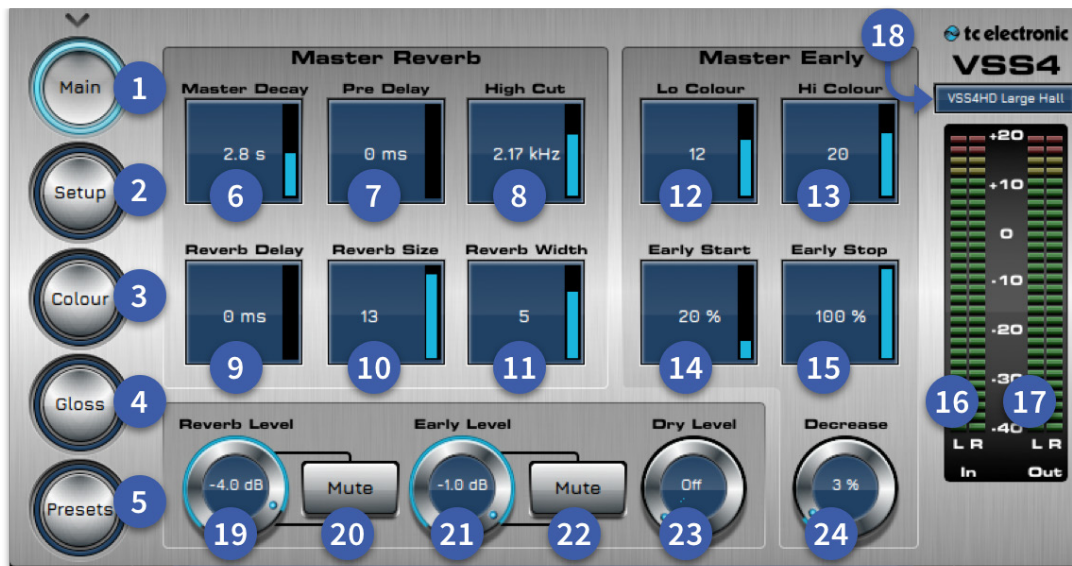 18
tc electronic
VSS4
VSS4HD Large Hall
Main
1
Master Reverb
Master Early
Master Decay
Pre Delay
High Cut
Lo Colour
Hi Colour
2.8 s
0 ms
2.17 kHz
12
20
6
7
8
12
13
Setup
2
Colour
3
Reverb Delay
Reverb Size
Reverb Width
Early Start
Early Stop
0 ms
13
5
20 %
100 %
9
10
11
14
15
Gloss
4
Presets
5
Reverb Level
Early Level
Dry Level
Decrease
-4.0 dB
Mute
-1.0 dB
Mute
Off
3 %
19
20
21
22
23
24
+20
+10
0
-10
-20
-30
-40
16
17
L R
L R
In
Out